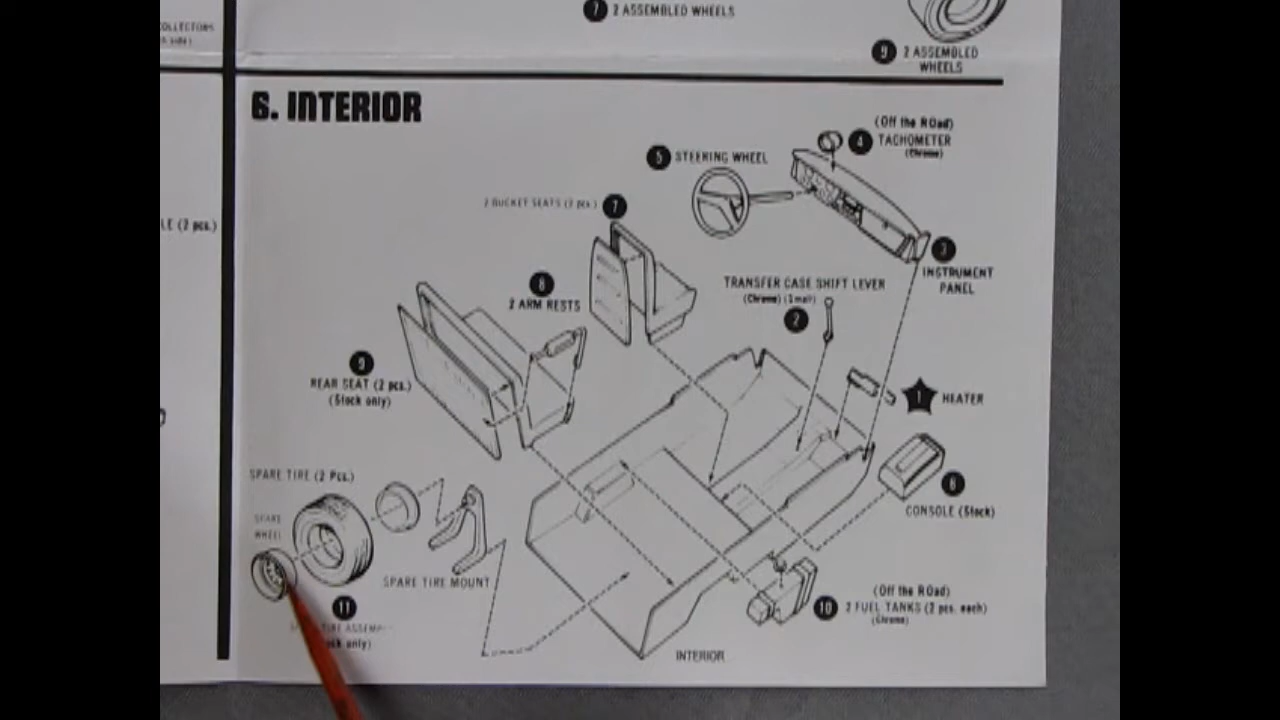 COLLECTORS
7 2 ASSEMBLED WHEELS
9 2 ASSEMBLED
WHEELS
LE (2 pcs.)
6. INTERIOR
(Off the ROad)
4 TACHOMETER
(Chrome)
5 STEERING WHEEL
2 BUCKET SEATS (2 pcs.) 7
3
INSTRUMENT
PANEL
8
2 ARM RESTS
TRANSFER CASE SHIFT LEVER
(Chrome) (Small)
2
9
REAR SEAT (2 pcs.)
(Stock only)
1 HEATER
6
CONSOLE (Stock)
SPARE TIRE (2 Pcs.)
SPARE
WHEEL
SPARE TIRE MOUNT
11
only)
(Off the ROad)
10 2 FUEL TANKS (2 pcs. each)
(Chrome)
INTERIOR